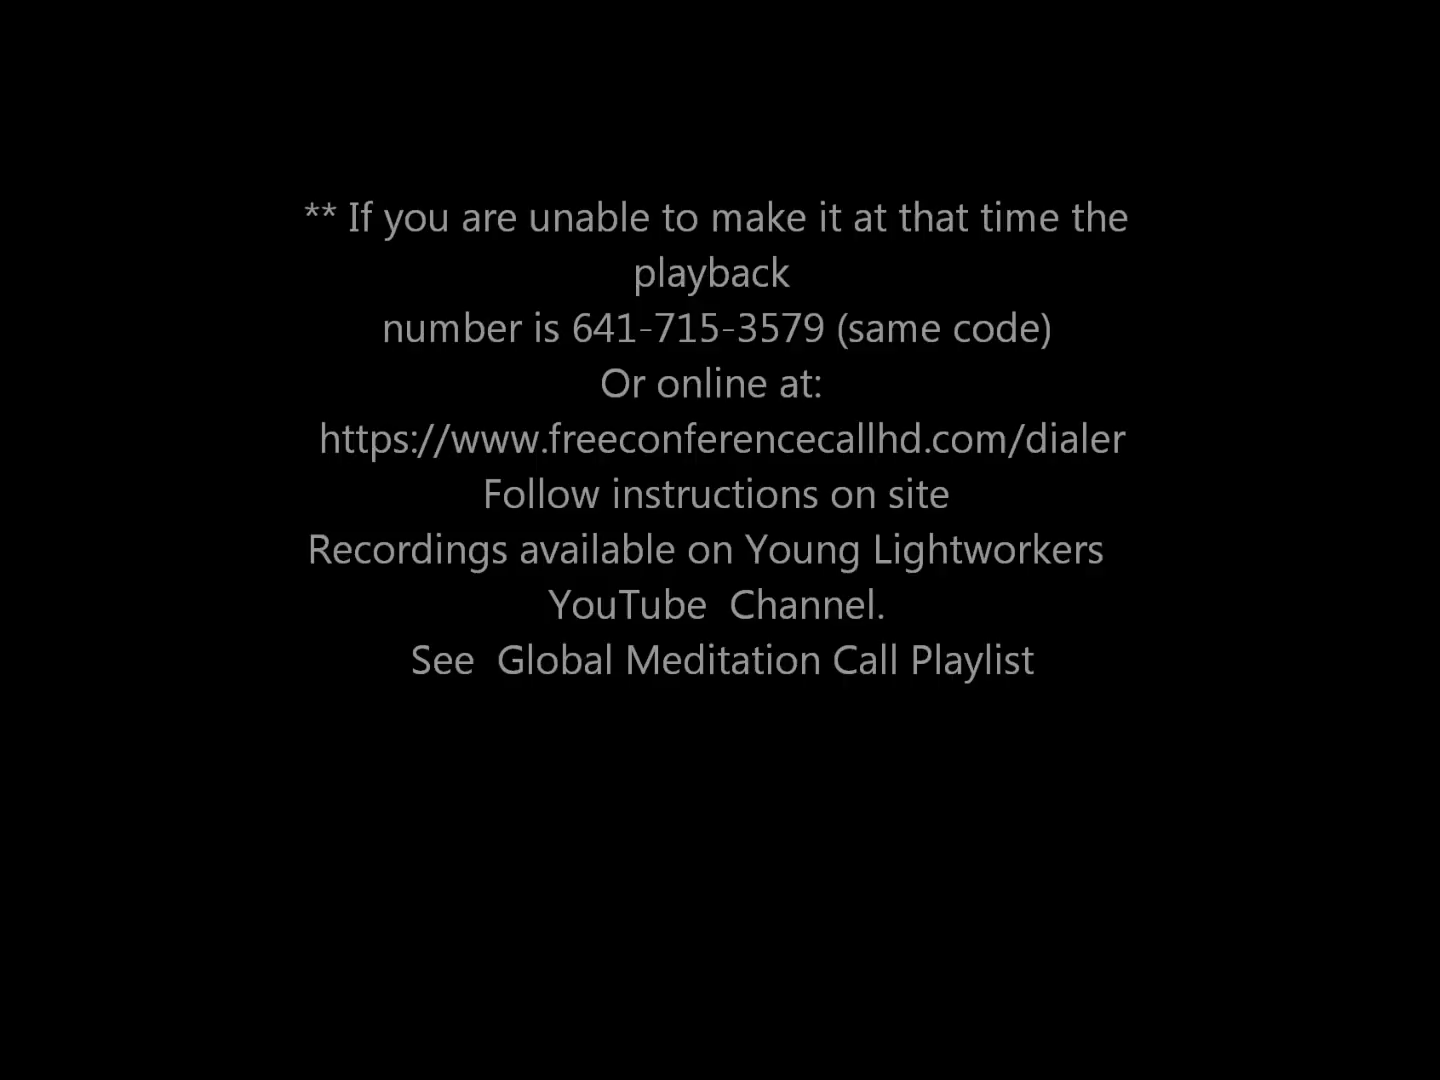 ** If you are unable to make it at that time the
playback
number is 641-715-3579 (same code)
Or online at:
https://www.freeconferencecallhd.com/dialer
Follow instructions on site
Recordings available on Young Lightworkers
YouTube  Channel.
See  Global Meditation Call Playlist